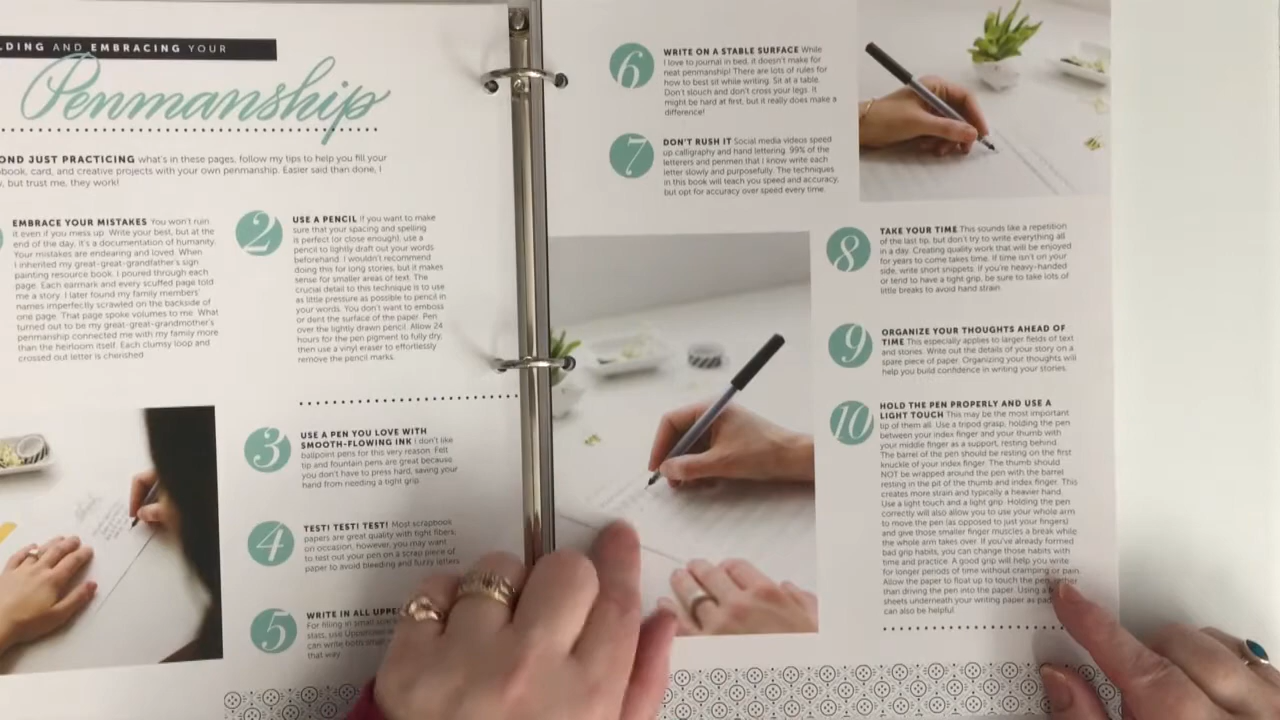 LDING AND EMBRACING YOUR
Penmanship
OND JUST PRACTICING what's in these pages, follow my tips to help you fill your
book, card, and creative projects with your own penmanship. Easier said than done, I
, but trust me, they work!
EMBRACE YOUR MISTAKES You won't ruin
it even if you mess up. Write your best, but at the
end of the day, it's a documentation of humanity.
Your mistakes are endearing and loved. When
I inherited my great-great-grandfather's sign
painting resource book, I poured through each
page. Each earmark and every scuffed page told
me a story. I later found my family members'
names imperfectly scrawled on the backside of
one page. That page spoke volumes to me. What
turned out to be my great-great-grandmother's
penmanship connected me with my family more
than the heirloom itself. Each clumsy loop and
crossed out letter is cherished.
2
USE A PENCIL If you want to make
sure that your spacing and spelling
is perfect (or close enough), use a
pencil to lightly draft out your words
beforehand. I wouldn't recommend
doing this for long stories, but it makes
sense for smaller areas of text. The
crucial detail to this technique is to use
as little pressure as possible to pencil in
your words. You don't want to emboss
or dent the surface of the paper. Pen
over the lightly drawn pencil. Allow 24
hours for the pen pigment to fully dry,
then use a vinyl eraser to effortlessly
remove the pencil marks.
3
USE A PEN YOU LOVE WITH
SMOOTH-FLOWING INK I don't like
ballpoint pens for this very reason. Felt
tip and fountain pens are great because
you don't have to press hard, saving your
hand from needing a tight grip.
4
TEST! TEST! TEST! Most scrapbook
papers are great quality with tight fibers,
on occasion, however, you may want
to test out your pen on a scrap piece of
paper to avoid bleeding and fuzzy letters.
5
WRITE IN ALL UPPE
For filling in small
stats, use
can write both
that way.
6
WRITE ON A STABLE SURFACE While
I love to journal in bed, it doesn't make for
neat penmanship! There are lots of rules for
how to best sit while writing. Sit at a table.
Don't slouch and don't cross your legs. It
might be hard at first, but it really does make a
difference!
7
DON'T RUSH IT Social media videos speed
up calligraphy and hand lettering. 99% of the
letterers and penmen that I know write each
letter slowly and purposefully. The techniques
in this book will teach you speed and accuracy,
but opt for accuracy over speed every time.
8
TAKE YOUR TIME This sounds like a repetition
of the last tip, but don't try to write everything all
in a day. Creating quality work that will be enjoyed
for years to come takes time. If time isn't on your
side, write short snippets. If you're heavy-handed
or tend to have a tight grip, be sure to take lots of
little breaks to avoid hand strain.
9
ORGANIZE YOUR THOUGHTS AHEAD OF
TIME This especially applies to larger fields of text
and stories. Write out the details of your story on a
spare piece of paper. Organizing your thoughts will
help you build confidence in writing your stories.
10
HOLD THE PEN PROPERLY AND USE A
LIGHT TOUCH This may be the most important
tip of them all. Use a tripod grasp, holding the pen
between your index finger and your thumb with
your middle finger as a support, resting behind.
The barrel of the pen should be resting on the first
knuckle of your index finger. The thumb should
NOT be wrapped around the pen with the barrel
resting in the pit of the thumb and index finger. This
creates more strain and typically a heavier hand.
Use a light touch and a light grip. Holding the pen
correctly will also allow you to use your whole arm
to move the pen (as opposed to just your fingers)
and give those smaller finger muscles a break while
the whole arm takes over. If you've already formed
bad grip habits, you can change those habits with
time and practice. A good grip will help you write
for longer periods of time without cramping or pain.
Allow the paper to float up to touch the pen rather
than driving the pen into the paper. Using a
sheets underneath your writing paper as
can also be helpful.